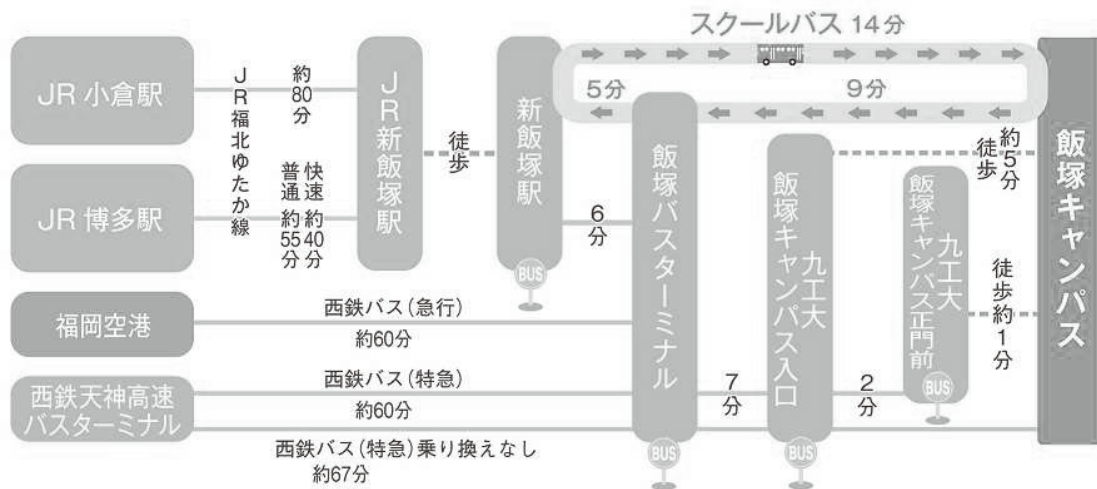 スクールバス 14分
5分
9分
JR 小倉駅
約80分
JR福北ゆたか線
JR新飯塚駅
徒歩
新飯塚駅
BUS
JR 博多駅
普通 約55分
快速 約40分
6分
飯塚バスターミナル
BUS
九工大
飯塚キャンパス入口
BUS
徒歩約5分
九工大
飯塚キャンパス正門前
BUS
徒歩約1分
飯塚キャンパス
福岡空港
西鉄バス(急行)
約60分
西鉄天神高速
バスターミナル
西鉄バス(特急)
約60分
7分
2分
西鉄バス(特急)乗り換えなし
約67分